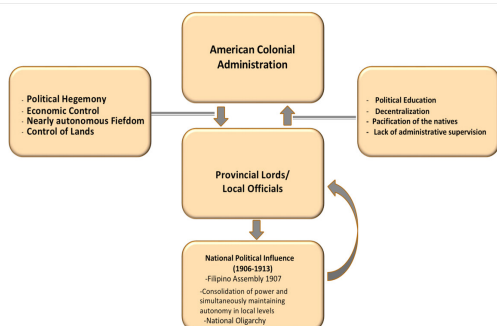 American Colonial
Administration
- Political Hegemony
- Economic Control
- Nearly autonomous Fiefdom
- Control of Lands
- Political Education
- Decentralization
- Pacification of the natives
- Lack of administrative supervision
Provincial Lords/
Local Officials
National Political Influence
(1906-1913)
-Filipino Assembly 1907
-Consolidation of power and
simultaneously maintaining
autonomy in local levels
-National Oligarchy